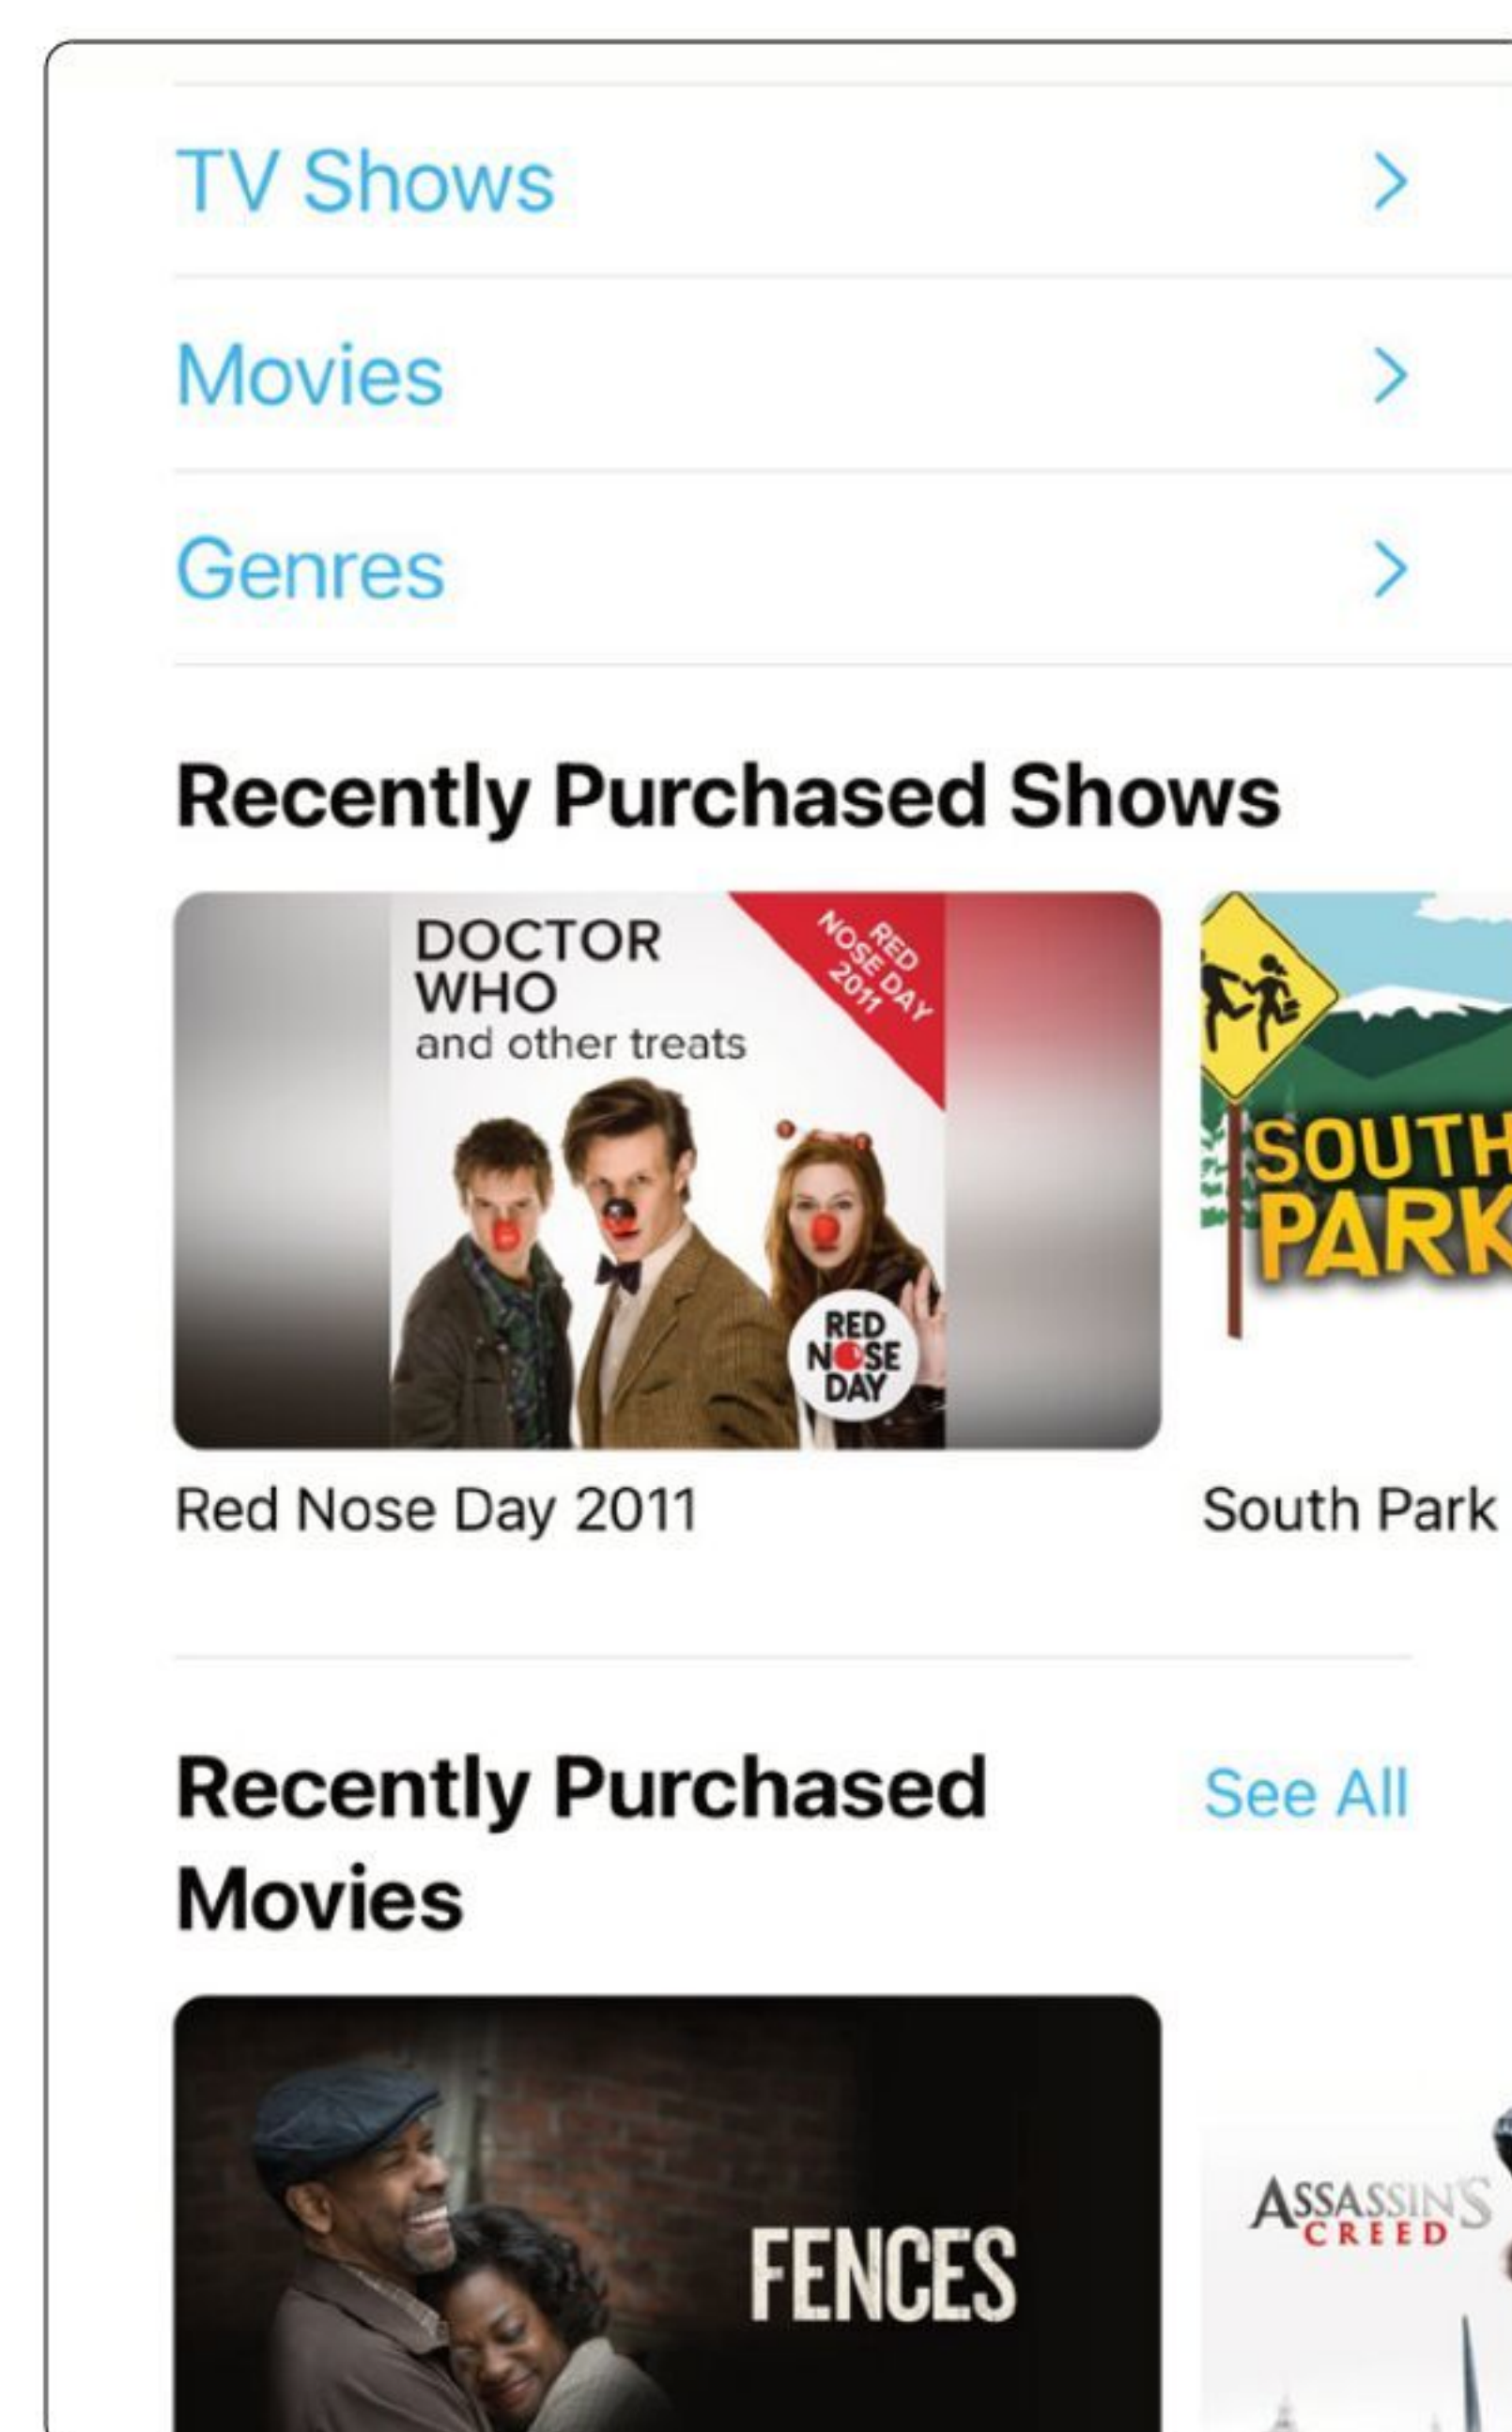 TV Shows
Movies
Genres
Recently Purchased Shows
DOCTOR
WHO
and other treats
RED
NOSE DAY
2011
RED
NOSE
DAY
SOUTH
PARK
Red Nose Day 2011
South Park
Recently Purchased
Movies
See All
FENCES
ASSASSIN'S
CREED